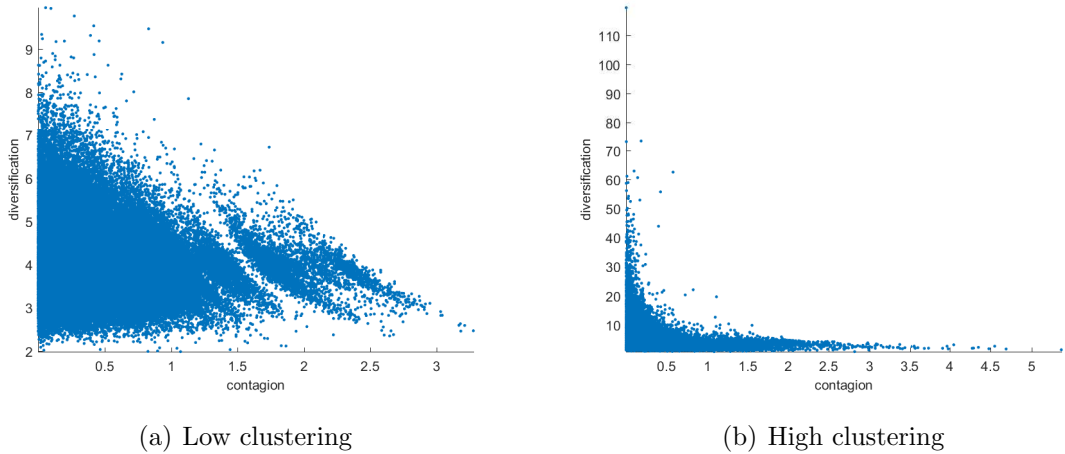 9
8
7
6
5
4
3
2
diversification
0.5 1 1.5 2 2.5 3
contagion
(a) Low clustering
110
100
90
80
70
60
50
40
30
20
10
diversification
0.5 1 1.5 2 2.5 3 3.5 4 4.5 5
contagion
(b) High clustering